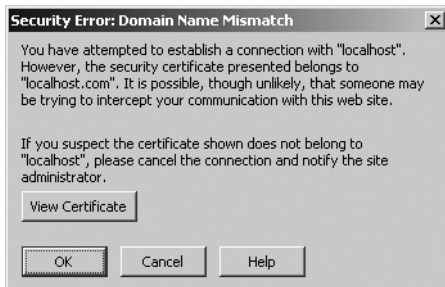 Security Error: Domain Name Mismatch
You have attempted to establish a connection with "localhost".
However, the security certificate presented belongs to
"localhost.com". It is possible, though unlikely, that someone may
be trying to intercept your communication with this web site.
If you suspect the certificate shown does not belong to
"localhost", please cancel the connection and notify the site
administrator.
View Certificate
OK Cancel Help